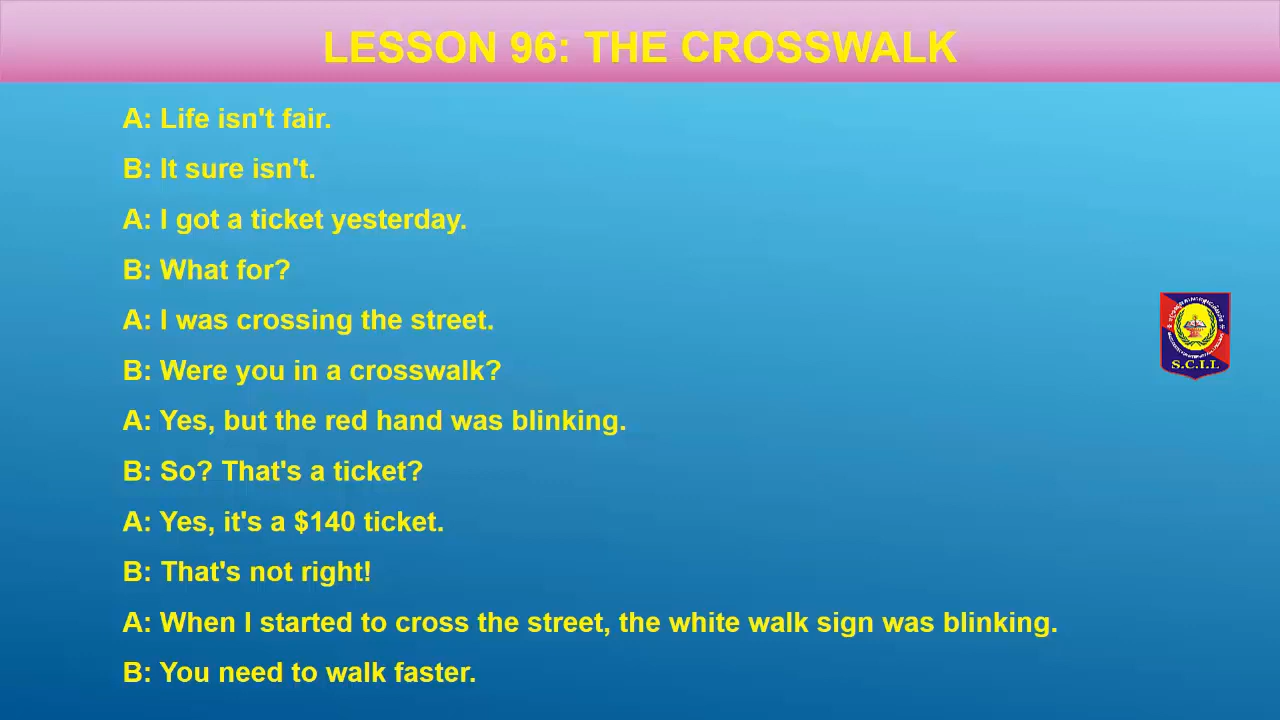 LESSON 96: THE CROSSWALK
A: Life isn't fair.
B: It sure isn't.
A: I got a ticket yesterday.
B: What for?
A: I was crossing the street.
B: Were you in a crosswalk?
A: Yes, but the red hand was blinking.
B: So? That's a ticket?
A: Yes, it's a $140 ticket.
B: That's not right!
A: When I started to cross the street, the white walk sign was blinking.
B: You need to walk faster.
S.C.I.L